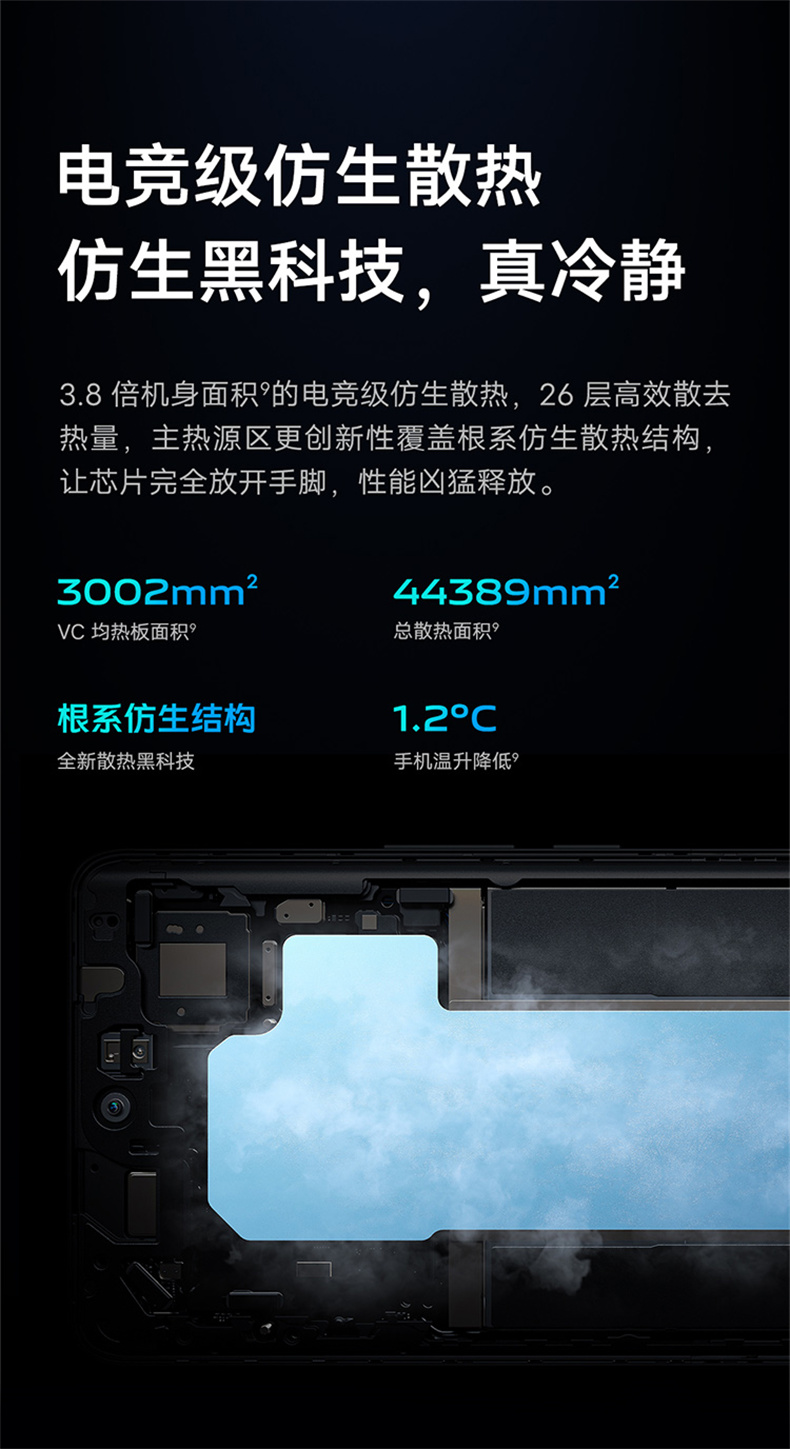 电竞级仿生散热
仿生黑科技，真冷静
3.8 倍机身面积⁹的电竞级仿生散热，26 层高效散去
热量，主热源区更创新性覆盖根系仿生散热结构，
让芯片完全放开手脚，性能凶猛释放。
3002mm² 44389mm²
VC 均热板面积⁹ 总散热面积⁹
根系仿生结构 1.2°C
全新散热黑科技 手机温升降低⁹